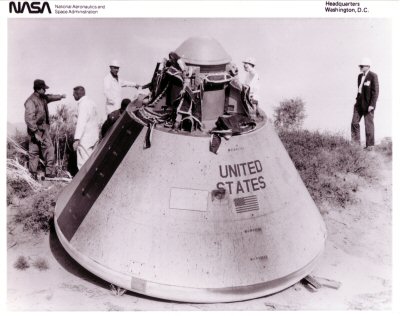 NASA National Aeronautics and
Space Administration
Headquarters
Washington, D.C.
UNITED
STATES